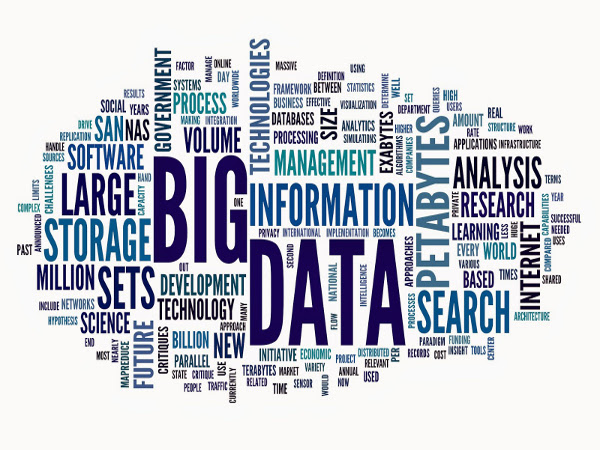 BIG
DATA
INFORMATION
STORAGE
LARGE
SETS
SEARCH
PETABYTES
ANALYSIS
RESEARCH
MANAGEMENT
TECHNOLOGIES
GOVERNMENT
SOFTWARE
MILLION
SCIENCE
FUTURE
DEVELOPMENT
TECHNOLOGY
NEW
BILLION
INTERNET
LEARNING
WORLD
EVERY
BASED
VOLUME
PROCESS
SAN
NAS
SIZE
EXABYTES
DATABASES
PROCESSING
FACTOR
MANAGE
ONLINE
DAY
WORLDWIDE
SYSTEMS
MAKING
INTEGRATION
RESULTS
SOCIAL
YEARS
DRIVE
REPLICATION
HANDLE
SOURCES
CHALLENGES
LIMITS
COMPLEX
ANNOUNCED
PAST
HAND
CAPACITY
ONE
MASSIVE
USING
DEFINITION
FRAMEWORK
BETWEEN
STATISTICS
DETERMINE
WELL
BUSINESS
EFFECTIVE
VISUALIZATION
SET
DEPARTMENT
QUERIES
HIGH
USERS
ANALYTICS
HIGHER
SIMULATIONS
ALGORITHMS
COMPANIES
AMOUNT
RATE
REAL
STRUCTURE
WORK
APPLICATIONS
INFRASTRUCTURE
TERMS
PRIVATE
YEAR
CAPABILITIES
SUCCESSFUL
NEEDED
USES
LESS
HUGE
COMPARED
SHARED
VARIOUS
TIMES
ARCHITECTURE
PRIVACY
INTERNATIONAL
IMPLEMENTATION
BECOMES
SECOND
NATIONAL
FLOW
INTELLIGENCE
APPROACHES
PROCESSES
OUT
MANY
APPROACH
INCLUDE
NETWORKS
HYPOTHESIS
END
MOST
NEARLY
MAPREDUCE
CRITIQUES
PARALLEL
STATE
CRITIQUE
USE
PEOPLE
TRAFFIC
CURRENTLY
INITIATIVE
ECONOMIC
PROJECT
DISTRIBUTED
PER
TERABYTES
MARKET
VARIETY
RELEVANT
RELATED
TIME
SENSOR
WOULD
ANNUAL
NOW
USED
PARADIGM
FUNDING
RECORDS
COST
INSIGHT
TOOLS
CENTER